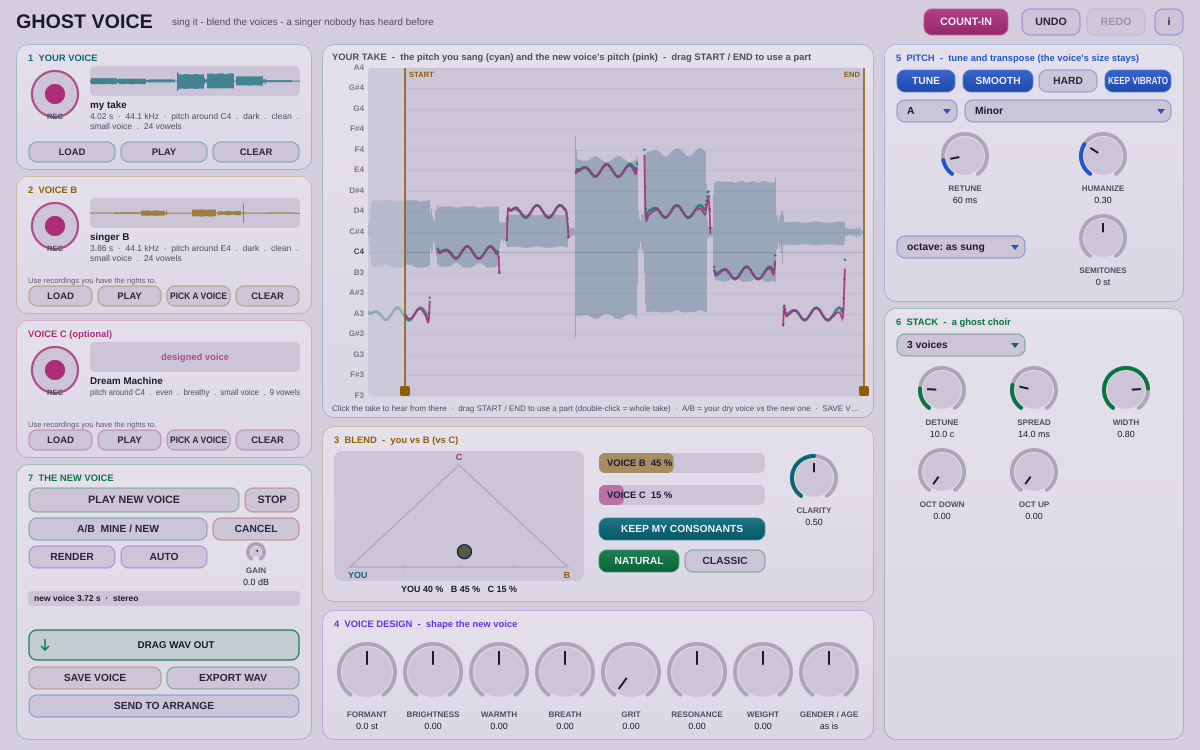 GHOST VOICE
sing it - blend the voices - a singer nobody has heard before
COUNT-IN
UNDO
REDO
i
1 YOUR VOICE
REC
my take
4.02 s · 44.1 kHz · pitch around C4 . dark . clean .
small voice . 24 vowels
LOAD
PLAY
CLEAR
2 VOICE B
REC
singer B
3.86 s · 44.1 kHz · pitch around E4 . dark . clean .
small voice . 24 vowels
Use recordings you have the rights to.
LOAD
PLAY
PICK A VOICE
CLEAR
VOICE C (optional)
REC
designed voice
Dream Machine
pitch around C4 . even . breathy . small voice . 9 vowels
Use recordings you have the rights to.
LOAD
PLAY
PICK A VOICE
CLEAR
7 THE NEW VOICE
PLAY NEW VOICE
STOP
A/B MINE / NEW
CANCEL
RENDER
AUTO
GAIN
0.0 dB
new voice 3.72 s · stereo
DRAG WAV OUT
SAVE VOICE
EXPORT WAV
SEND TO ARRANGE
YOUR TAKE - the pitch you sang (cyan) and the new voice's pitch (pink) - drag START / END to use a part
START
END
A4
G#4
G4
F#4
F4
E4
D#4
D4
C#4
C4
B3
A#3
A3
G#3
G3
F#3
F3
Click the take to hear from there · drag START / END to use a part (double-click = whole take) · A/B = your dry voice vs the new one · SAVE V...
3 BLEND - you vs B (vs C)
C
YOU
B
YOU 40 % B 45 % C 15 %
VOICE B 45 %
VOICE C 15 %
KEEP MY CONSONANTS
NATURAL
CLASSIC
CLARITY
0.50
4 VOICE DESIGN - shape the new voice
FORMANT
0.0 st
BRIGHTNESS
0.00
WARMTH
0.00
BREATH
0.00
GRIT
0.00
RESONANCE
0.00
WEIGHT
0.00
GENDER / AGE
as is
5 PITCH - tune and transpose (the voice's size stays)
TUNE
SMOOTH
HARD
KEEP VIBRATO
A
Minor
RETUNE
60 ms
HUMANIZE
0.30
octave: as sung
SEMITONES
0 st
6 STACK - a ghost choir
3 voices
DETUNE
10.0 c
SPREAD
14.0 ms
WIDTH
0.80
OCT DOWN
0.00
OCT UP
0.00